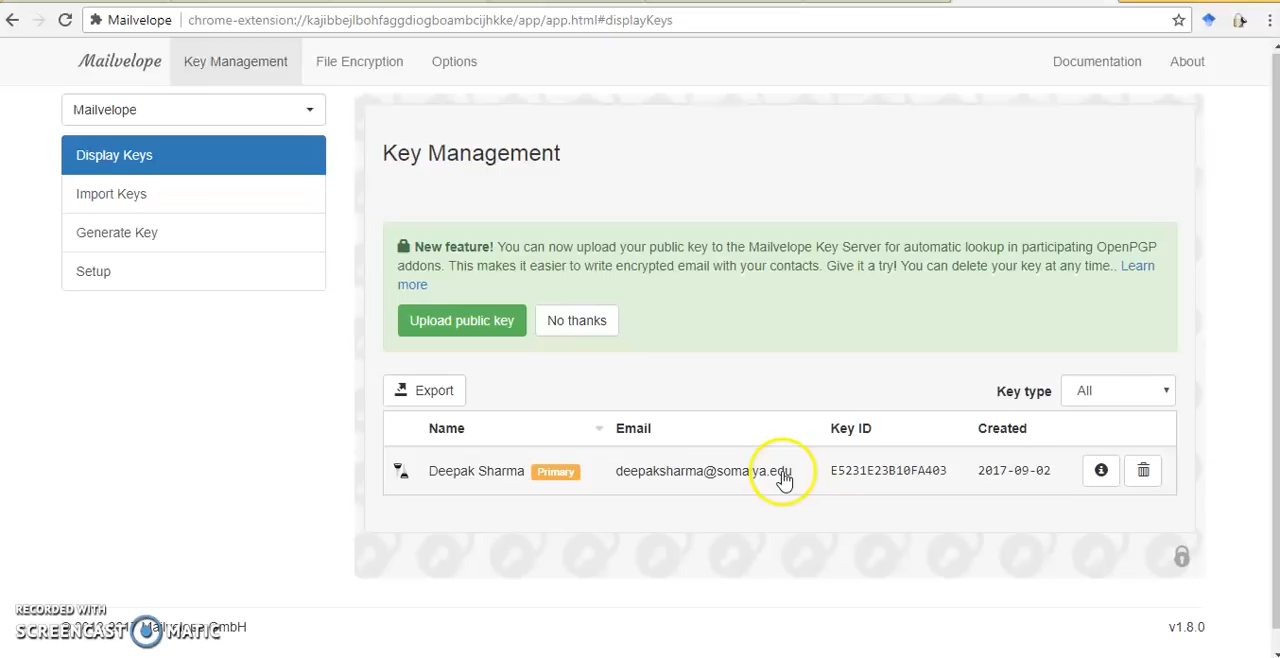 Mailvelope
chrome-extension://kajibbejlbohfaggdiogboambcijhkke/app/app.html#displayKeys
Mailvelope
Key Management
File Encryption
Options
Documentation
About
Mailvelope
Display Keys
Import Keys
Generate Key
Setup
Key Management
New feature! You can now upload your public key to the Mailvelope Key Server for automatic lookup in participating OpenPGP
addons. This makes it easier to write encrypted email with your contacts. Give it a try! You can delete your key at any time.. Learn
more
Upload public key
No thanks
Export
Key type
All
Name
Email
Key ID
Created
Deepak Sharma
Primary
deepaksharma@somaiya.edu
E5231E23B10FA403
2017-09-02
RECORDED WITH
SCREENCAST MATIC
GmbH
v1.8.0